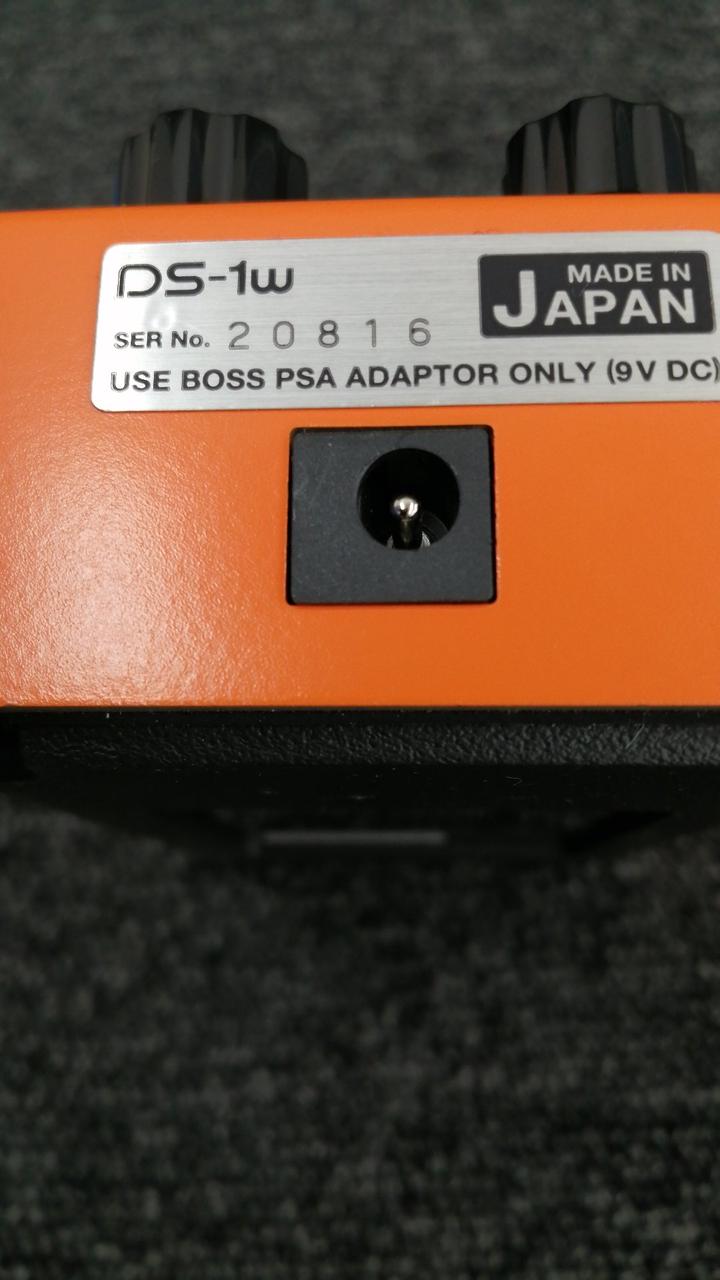 DS-1w
MADE IN
JAPAN
SER No. 20816
USE BOSS PSA ADAPTOR ONLY (9V DC)